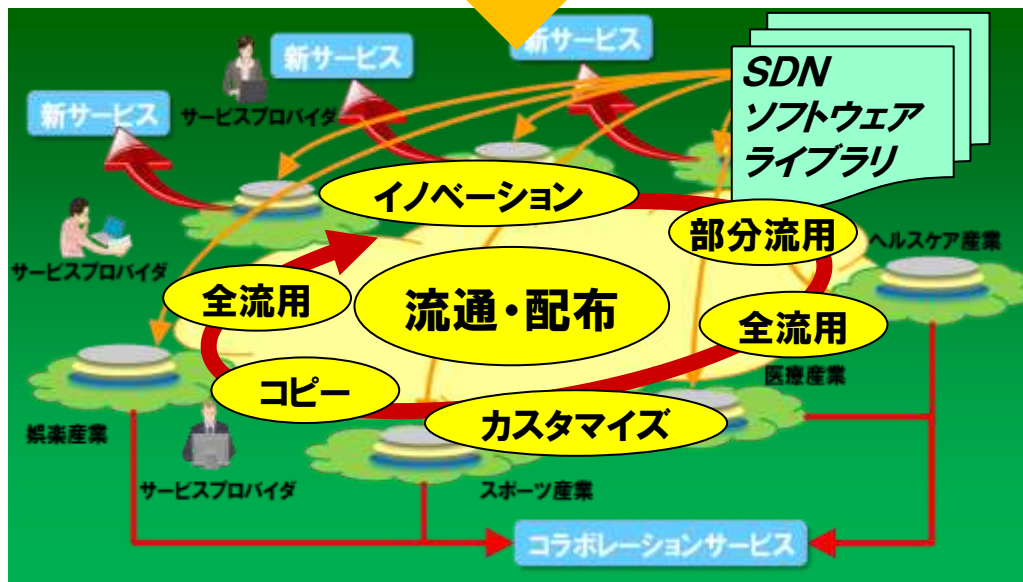 新サービス
新サービス
新サービス
サービスプロバイダ
SDN
ソフトウェア
ライブラリ
イノベーション
部分流用
ヘルスケア産業
サービスプロバイダ
全流用
流通・配布
全流用
医療産業
コピー
カスタマイズ
娯楽産業
サービスプロバイダ
スポーツ産業
コラボレーションサービス